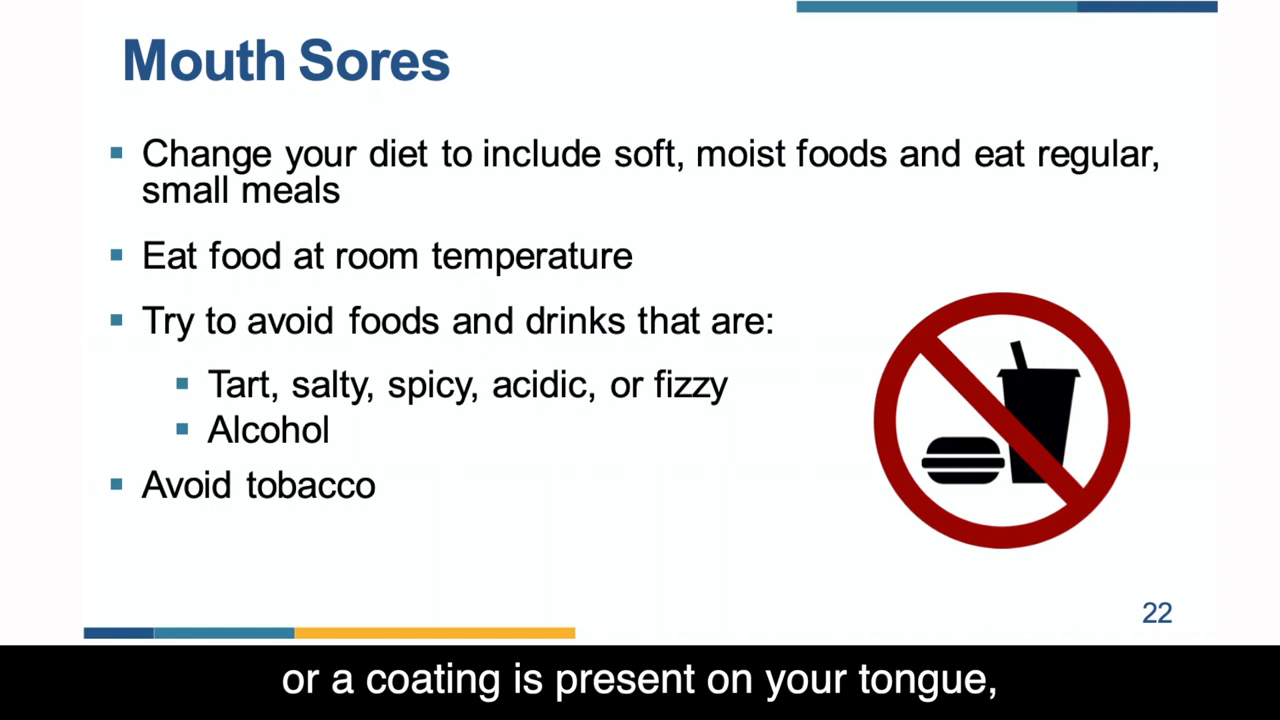 Mouth Sores
Change your diet to include soft, moist foods and eat regular,
small meals
Eat food at room temperature
Try to avoid foods and drinks that are:
Tart, salty, spicy, acidic, or fizzy
Alcohol
Avoid tobacco
22
or a coating is present on your tongue,